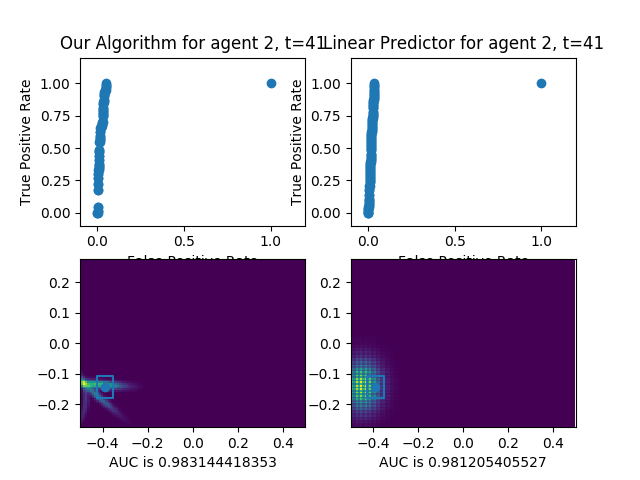 Our Algorithm for agent 2, t=41
Linear Predictor for agent 2, t=41
True Positive Rate
1.00
0.75
0.50
0.25
0.00
0.0 0.5 1.0
False Positive Rate
True Positive Rate
1.00
0.75
0.50
0.25
0.00
0.0 0.5 1.0
False Positive Rate
0.2
0.1
0.0
−0.1
−0.2
−0.4 −0.2 0.0 0.2 0.4
AUC is 0.983144418353
0.2
0.1
0.0
−0.1
−0.2
−0.4 −0.2 0.0 0.2 0.4
AUC is 0.981205405527